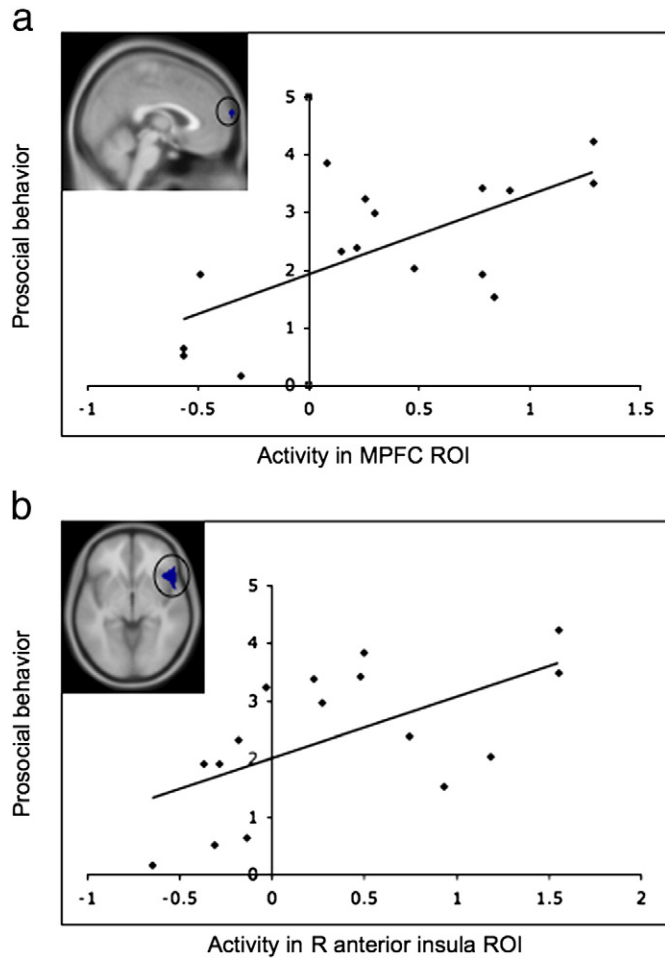 a
Prosocial behavior
5
4
3
2
1
0
-1 -0.5 0 0.5 1 1.5
Activity in MPFC ROI
b
Prosocial behavior
5
4
3
2
1
0
-1 -0.5 0 0.5 1 1.5 2
Activity in R anterior insula ROI